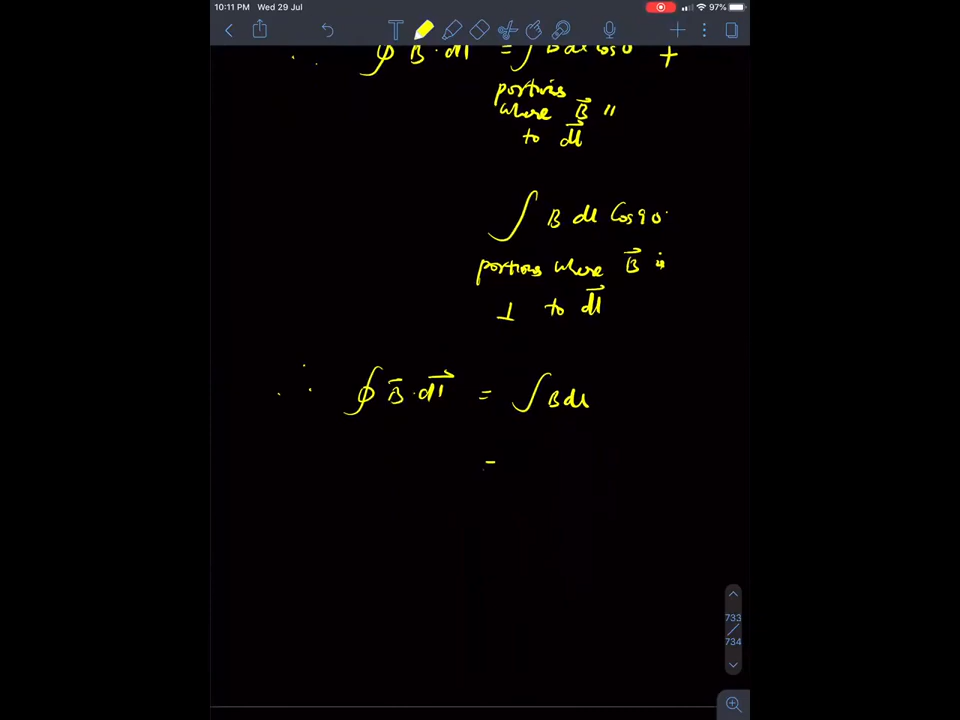 10:11 PM Wed 29 Jul 97%
∴ ∮ B⃗ · dl⃗ = ∫ B dl cos 0 +
portions
where B⃗ ||
to dl⃗
∫ B dl Cos 90°
portions where B⃗ is
⊥ to dl⃗
∴ ∮ B⃗ · dl⃗ = ∫ B dl
=
733
734